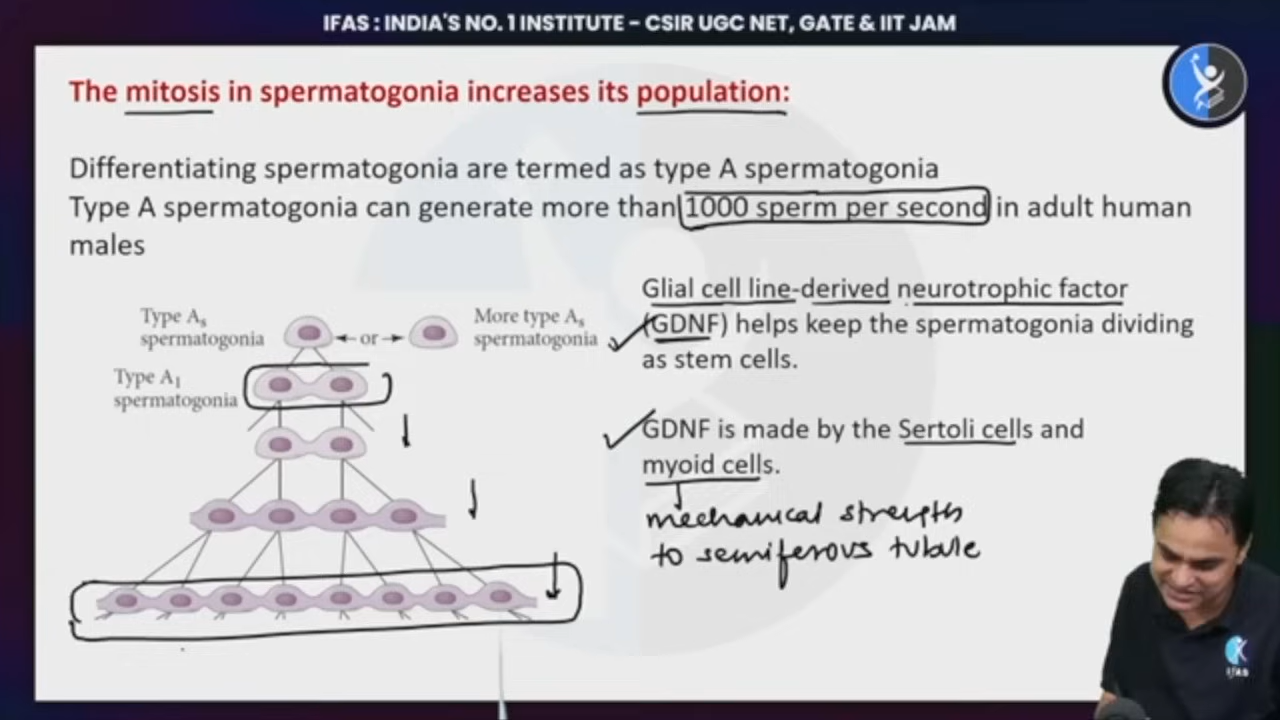 IFAS : INDIA'S NO. 1 INSTITUTE - CSIR UGC NET, GATE & IIT JAM
The mitosis in spermatogonia increases its population:
Differentiating spermatogonia are termed as type A spermatogonia
Type A spermatogonia can generate more than 1000 sperm per second in adult human
males
Type As
spermatogonia
or
More type As
spermatogonia
Type A1
spermatogonia
Glial cell line-derived neurotrophic factor
(GDNF) helps keep the spermatogonia dividing
as stem cells.
GDNF is made by the Sertoli cells and
myoid cells.
mechanical strength
to semiferous tubule
IFAS